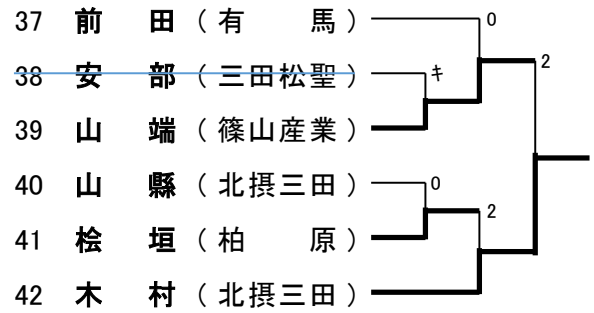 37 前 田 ( 有 馬 ) 0
2
38 安 部 ( 三田松聖 ) キ
39 山 端 ( 篠山産業 )
40 山 縣 ( 北摂三田 ) 0
2
41 桧 垣 ( 柏 原 )
42 木 村 ( 北摂三田 )